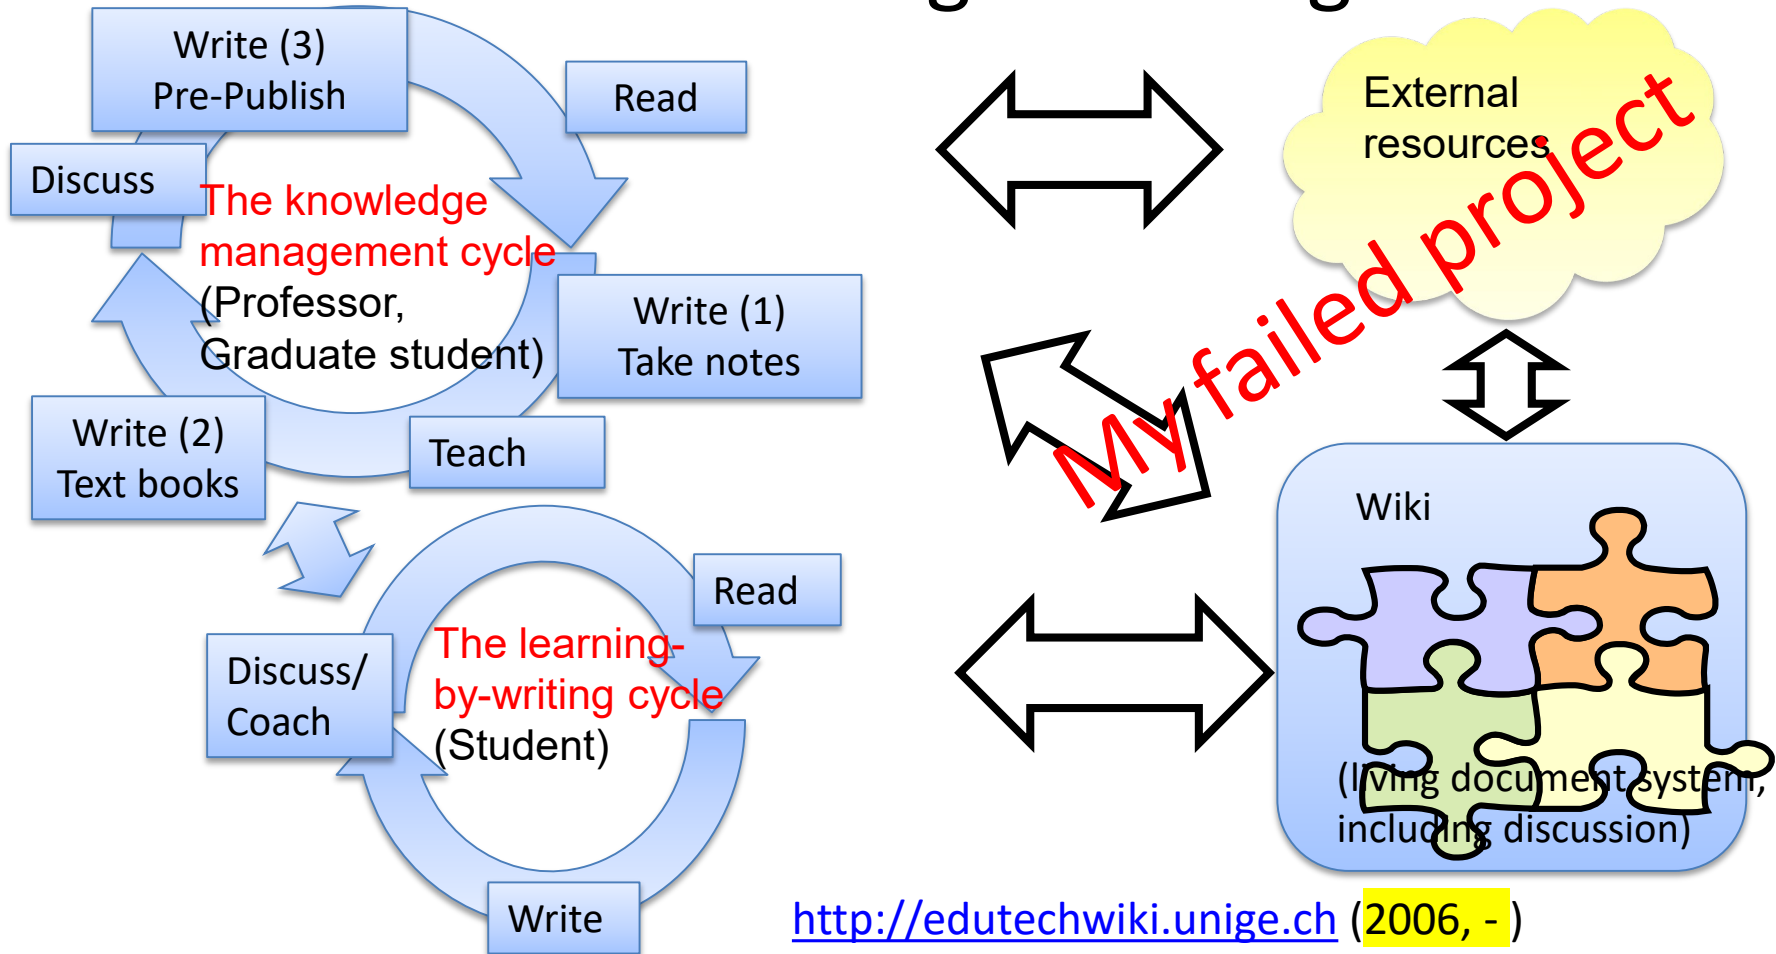 Write (3)
Pre-Publish
Read
Discuss
The knowledge
management cycle
(Professor,
Graduate student)
Write (1)
Take notes
Write (2)
Text books
Teach
External
resources
My failed project
Read
The learning-
by-writing cycle
(Student)
Discuss/
Coach
Write
Wiki
(living document system,
including discussion)
http://edutechwiki.unige.ch (2006, - )